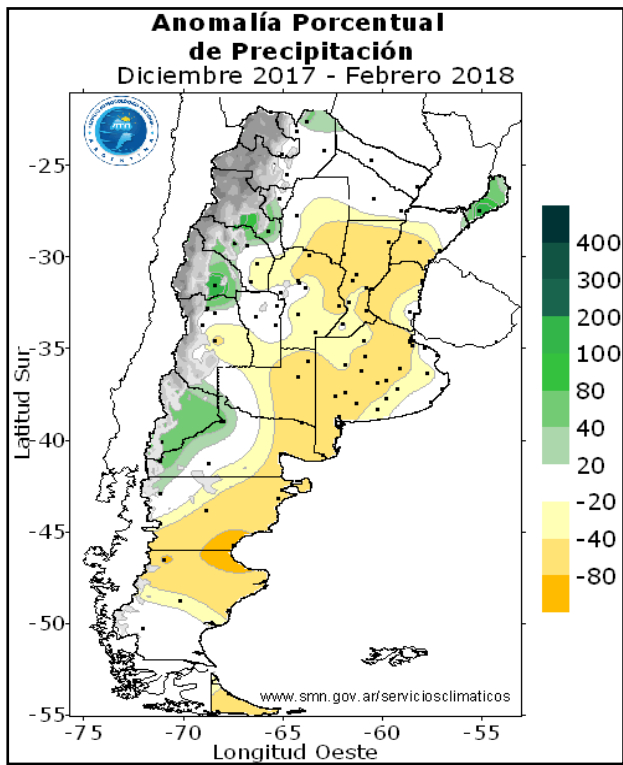 Anomalía Porcentual
de Precipitación
Diciembre 2017 - Febrero 2018
smn
ARGENTINA
-25
-30
-35
-40
-45
-50
-55
Latitud Sur
-75
-70
-65
-60
-55
Longitud Oeste
www.smn.gov.ar/serviciosclimaticos
400
300
200
100
80
40
20
-20
-40
-80